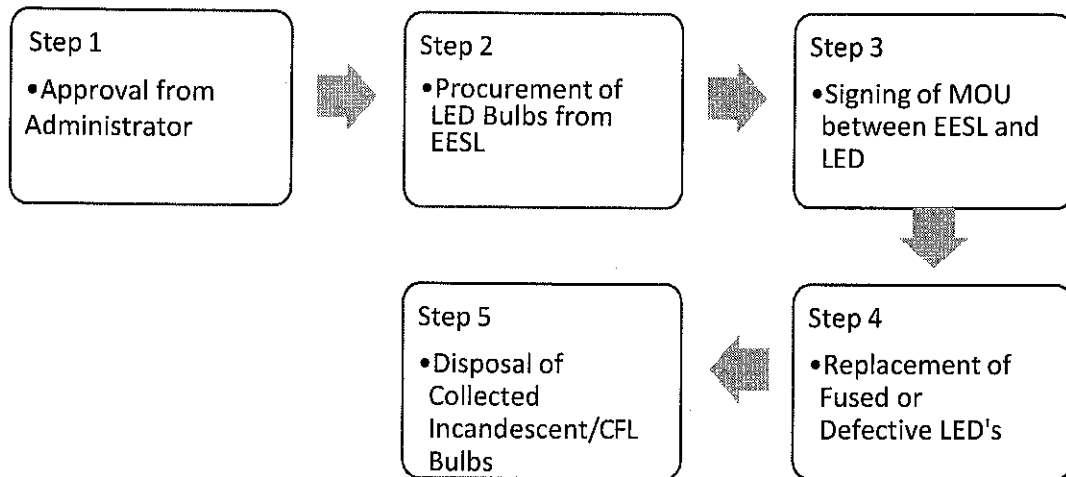 Step 1
•Approval from
Administrator
Step 2
•Procurement of
LED Bulbs from
EESL
Step 3
•Signing of MOU
between EESL and
LED
Step 4
•Replacement of
Fused or
Defective LED's
Step 5
•Disposal of
Collected
Incandescent/CFL
Bulbs